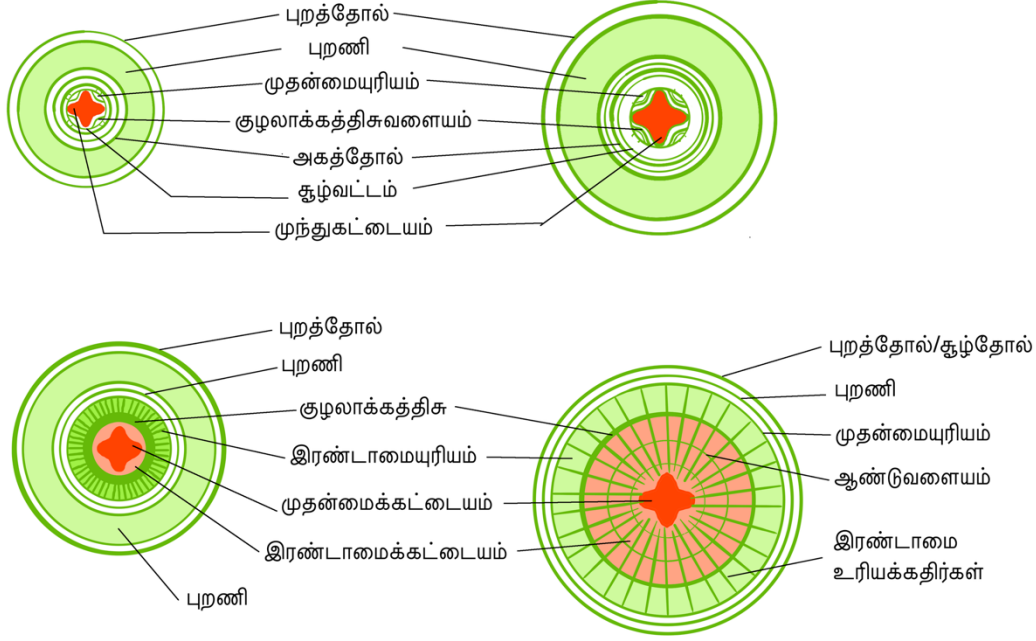 புறத்தோல்
புறணி
முதன்மையுரியம்
குழலாக்கத்திசுவளையம்
அகத்தோல்
சூழ்வட்டம்
முந்துகட்டையம்
புறத்தோல்
புறணி
குழலாக்கத்திசு
இரண்டாமையுரியம்
முதன்மைக்கட்டையம்
இரண்டாமைக்கட்டையம்
புறணி
புறத்தோல்/சூழ்தோல்
புறணி
முதன்மையுரியம்
ஆண்டுவளையம்
இரண்டாமை
உரியக்கதிர்கள்